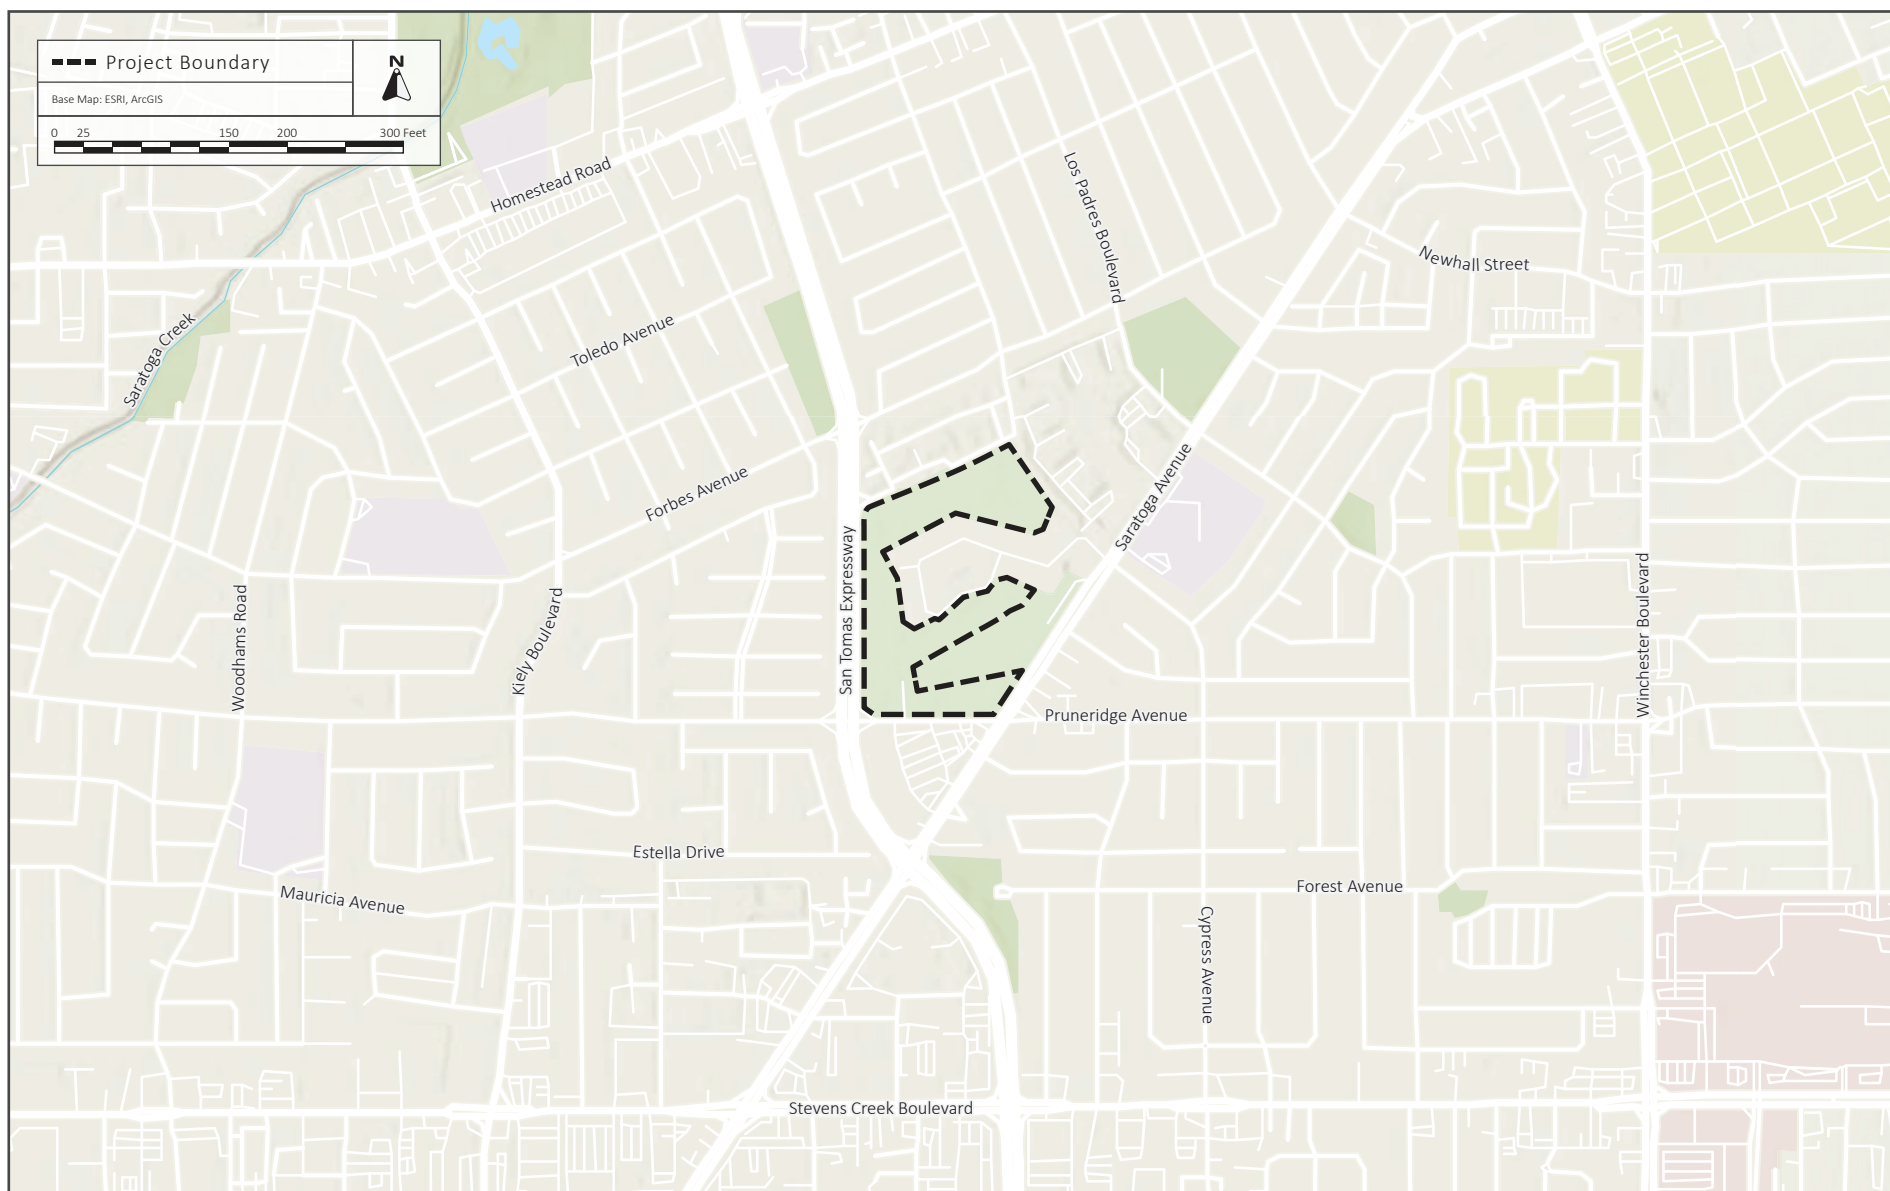 Project Boundary
N
Base Map: ESRI, ArcGIS
0 25 150 200 300 Feet
Homestead Road
Los Padres Boulevard
Newhall Street
Saratoga Creek
Toledo Avenue
Forbes Avenue
Saratoga Avenue
San Tomas Expressway
Woodhams Road
Kiely Boulevard
Winchester Boulevard
Pruneridge Avenue
Estella Drive
Mauricia Avenue
Forest Avenue
Cypress Avenue
Stevens Creek Boulevard